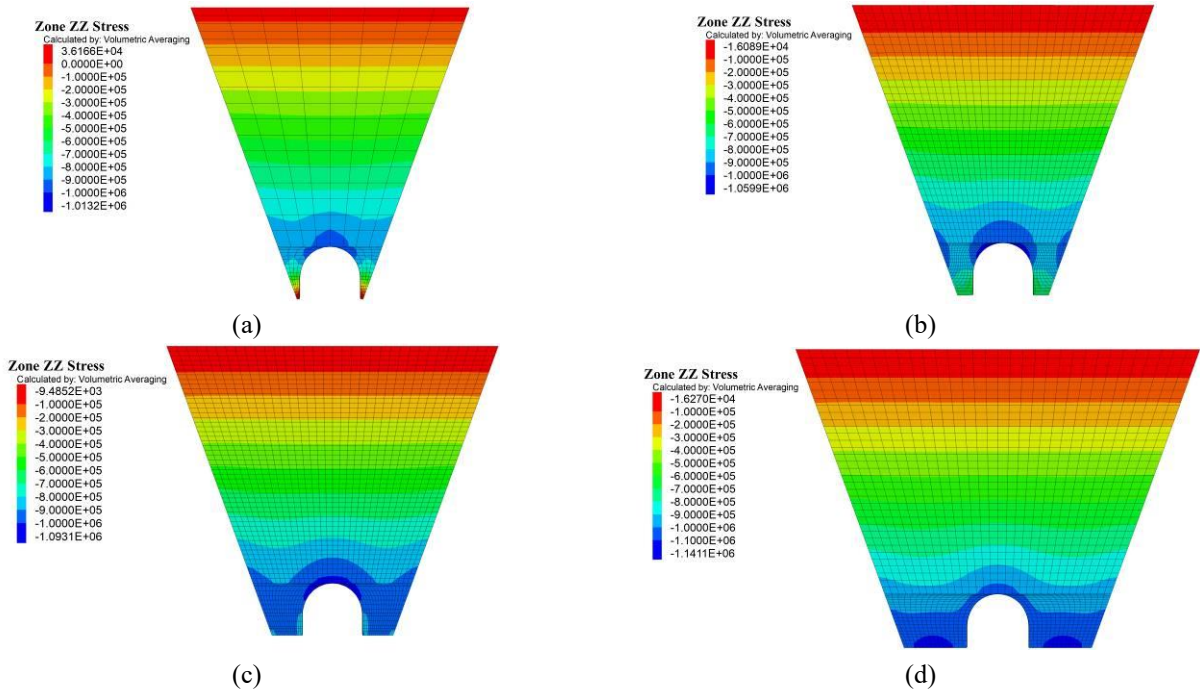 Zone ZZ Stress
Calculated by: Volumetric Averaging
3.6166E+04
0.0000E+00
-1.0000E+05
-2.0000E+05
-3.0000E+05
-4.0000E+05
-5.0000E+05
-6.0000E+05
-7.0000E+05
-9.0000E+05
-1.0000E+06
-1.0132E+06
(a)
Zone ZZ Stress
Calculated by: Volumetric Averaging
-1.6089E+04
-1.0000E+05
-2.0000E+05
-3.0000E+05
-4.0000E+05
-5.0000E+05
-6.0000E+05
-7.0000E+05
-8.0000E+05
-9.0000E+05
-1.0000E+06
-1.0599E+06
(b)
Zone ZZ Stress
Calculated by: Volumetric Averaging
-9.4852E+03
-1.0000E+05
-2.0000E+05
-3.0000E+05
-4.0000E+05
-5.0000E+05
-6.0000E+05
-7.0000E+05
-8.0000E+05
-9.0000E+05
-1.0000E+06
-1.0931E+06
(c)
Zone ZZ Stress
Calculated by: Volumetric Averaging
-1.6270E+04
-1.0000E+05
-2.0000E+05
-3.0000E+05
-4.0000E+05
-5.0000E+05
-6.0000E+05
-7.0000E+05
-8.0000E+05
-9.0000E+05
-1.0000E+06
-1.1000E+06
-1.1411E+06
(d)